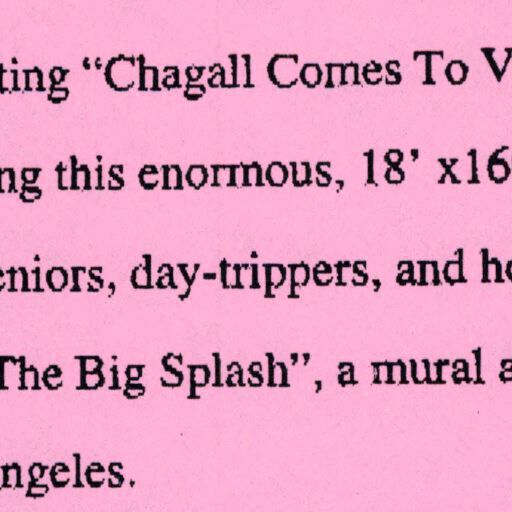 ting “Chagall Comes To V
ng this enormous, 18’ x16
eniors, day-trippers, and ho
The Big Splash”, a mural a
ngeles.